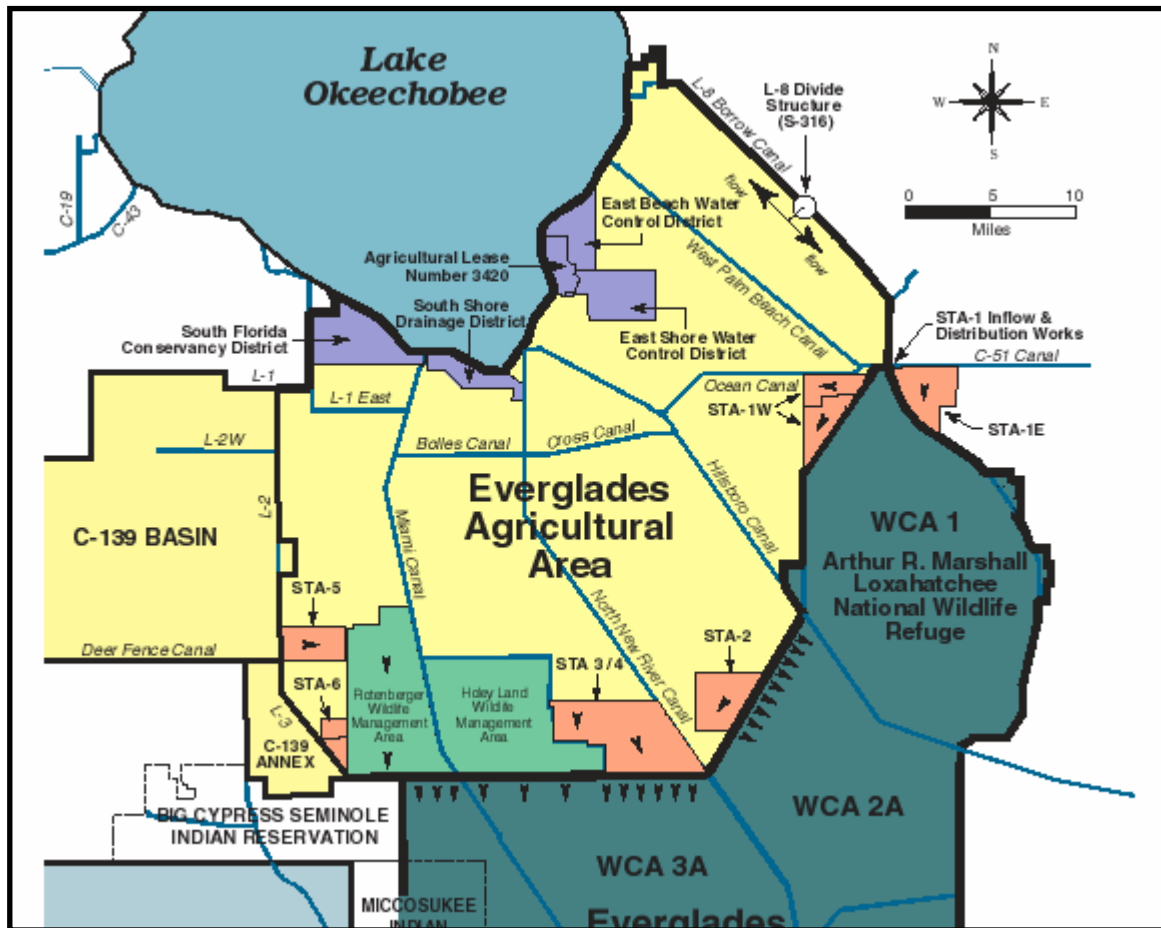 Lake
Okeechobee
L-8 Divide
Structure
(S-316)
N
W
E
S
0
5
10
Miles
L-8 Borrow Canal
flow
flow
C-19
C-43
East Beach Water
Control District
Agricultural Lease
Number 3420
South Shore
Drainage District
West Palm Beach Canal
South Florida
Conservancy District
East Shore Water
Control District
STA-1 Inflow &
Distribution Works
C-51 Canal
L-1
L-1 East
Ocean Canal
STA-1W
STA-1E
L-2W
Bolles Canal
Cross Canal
L-2
Everglades
Agricultural
Area
Hillsboro Canal
C-139 BASIN
Miami Canal
WCA 1
Arthur R. Marshall
Loxahatchee
National Wildlife
Refuge
STA-5
North New River Canal
STA-2
Deer Fence Canal
STA 3/4
STA-6
L-3
Rotenberger
Wildlife
Management
Area
Holey Land
Wildlife
Management
Area
C-139
ANNEX
BIG CYPRESS SEMINOLE
INDIAN RESERVATION
WCA 2A
WCA 3A
MICCOSUKEE
INDIAN
Everglades